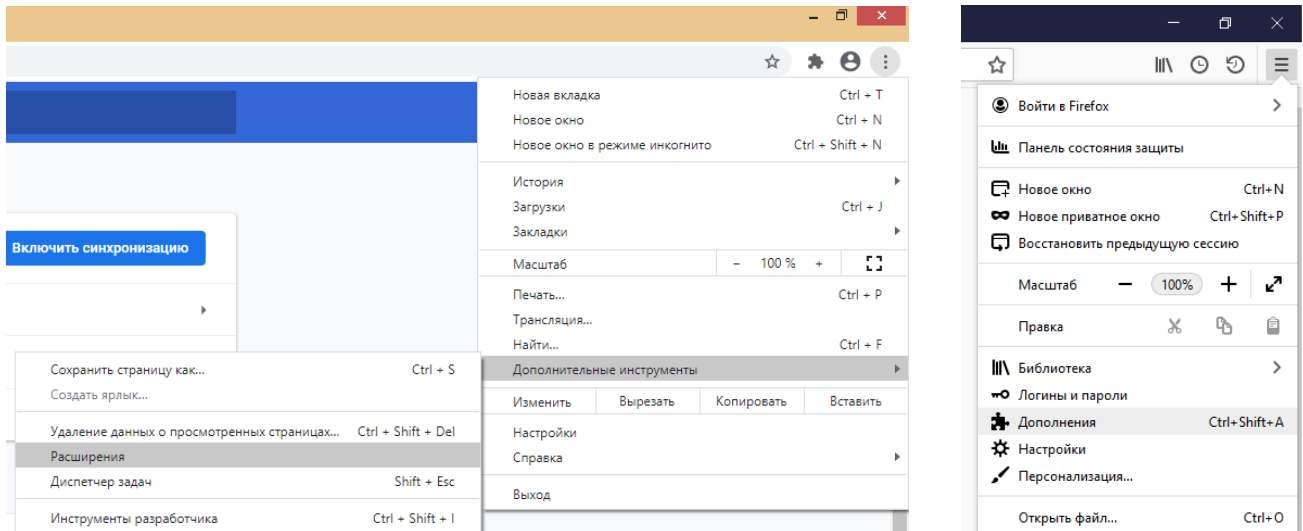 Новая вкладка Ctrl + T
Новое окно Ctrl + N
Новое окно в режиме инкогнито Ctrl + Shift + N
История
Загрузки Ctrl + J
Закладки
Включить синхронизацию
Масштаб - 100 % +
Печать... Ctrl + P
Трансляция...
Найти... Ctrl + F
Дополнительные инструменты
Изменить Вырезать Копировать Вставить
Настройки
Справка
Выход
Сохранить страницу как... Ctrl + S
Создать ярлык...
Удаление данных о просмотренных страницах... Ctrl + Shift + Del
Расширения
Диспетчер задач Shift + Esc
Инструменты разработчика Ctrl + Shift + I
Войти в Firefox
Панель состояния защиты
Новое окно Ctrl+N
Новое приватное окно Ctrl+Shift+P
Восстановить предыдущую сессию
Масштаб 100%
Правка
Библиотека
Логины и пароли
Дополнения Ctrl+Shift+A
Настройки
Персонализация...
Открыть файл... Ctrl+O